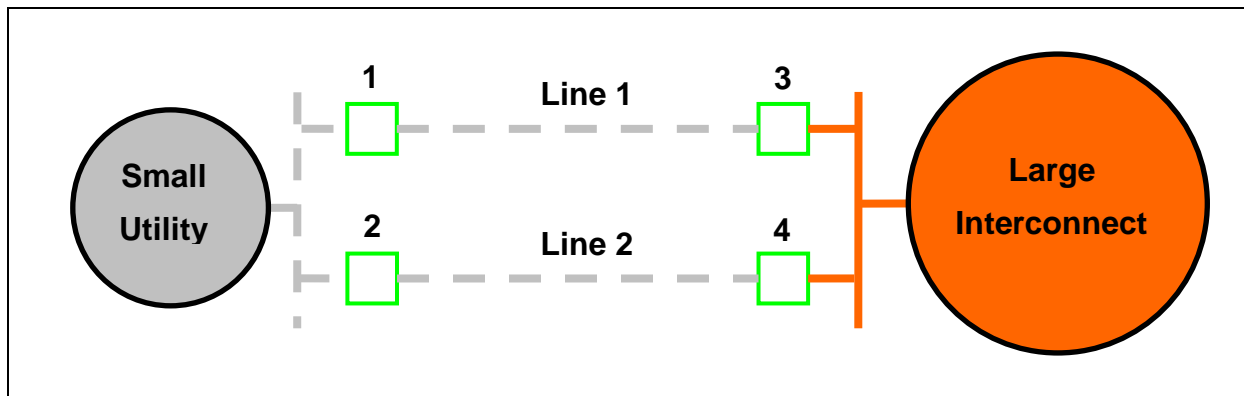 1
Line 1
3
Small
Utility
Large
Interconnect
2
Line 2
4